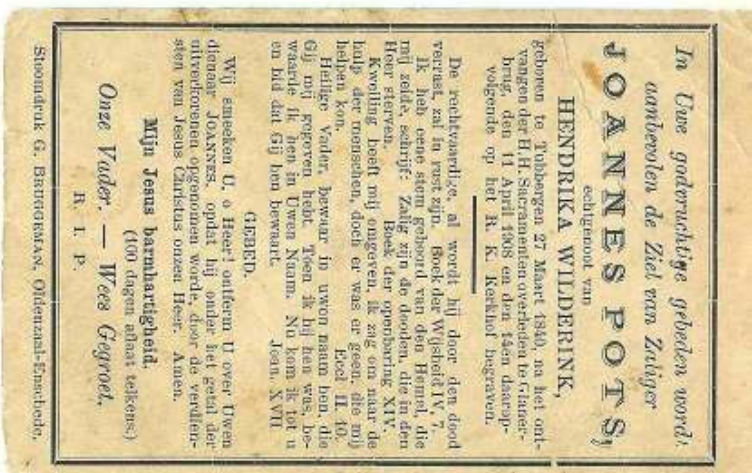 In Uwe godvruchtige gebeden wordt
aanbevolen de Ziel van Zaliger
JOANNES POTS,
echtgenoot van
HENDRIKA WILDERINK,
geboren te Tubbergen 27 Maart 1840, na het ont-
vangen der H.H. Sacramenten overleden te Glaner-
brug, den 11 April 1908 en den 14en daarop-
volgende op het R. K. Kerkhof begraven.
De rechtvaardige, al wordt hij door den dood
verrast, zal in rust zijn. Boek der Wijsheid IV, 7.
Ik heb eene stem gehoord van den Hemel, die
mij zeide, schrijf: Zalig zijn de dooden, die in den
Heer sterven. Boek der openbaring XIV.
Kwelling heeft mij omgeven, ik zag om naar de
hulp der menschen, doch er was er geen, die mij
helpen kon. Eccl II. 10.
Heilige Vader, bewaar in uwen naam hen, die
Gij mij gegeven hebt. Toen ik bij hen was, be-
waarde ik hen in Uwen Naam. Nu kom ik tot u
en bid dat Gij hen bewaart. Joan. XVII.
GEBED.
Wij smeeken U, o Heer! ontferm U over Uwen
dienaar JOANNES, opdat hij onder het getal der
uitverkorenen opgenomen worde, door de verdien-
sten van Jesus Christus onzen Heer. Amen.
Mijn Jesus barmhartigheid.
(100 dagen aflaat telkens.)
Onze Vader. — Wees Gegroet.
R. I. P.
Stoomdruk G. BRUGGEMAN, Oldenzaal-Enschede.